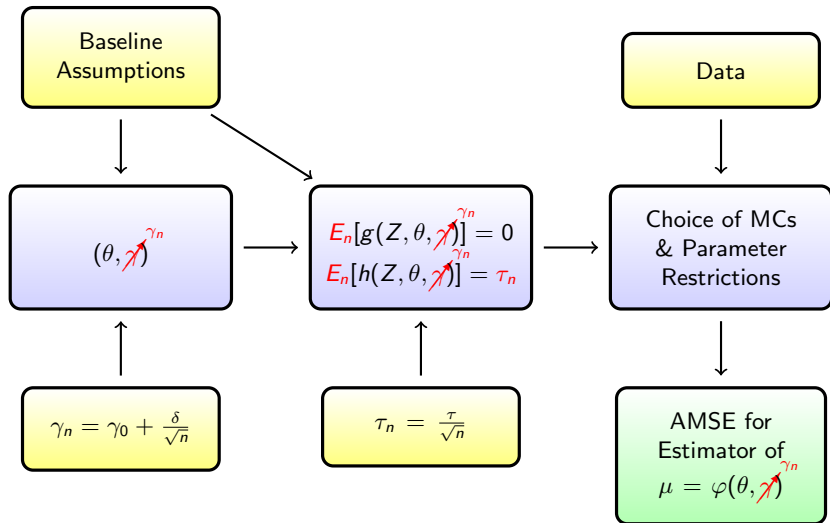 Baseline
Assumptions
Data
(θ, γ) γₙ
Eₙ[g(Z, θ, γ)] = 0 γₙ
Eₙ[h(Z, θ, γ)] = τₙ γₙ
Choice of MCs
& Parameter
Restrictions
γₙ = γ₀ + δ/√n
τₙ = τ/√n
AMSE for
Estimator of
μ = φ(θ, γ) γₙ